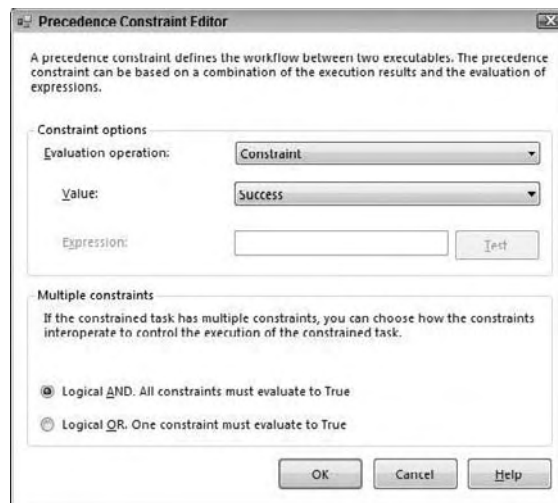 Precedence Constraint Editor
A precedence constraint defines the workflow between two executables. The precedence
constraint can be based on a combination of the execution results and the evaluation of
expressions.
Constraint options
Evaluation operation:
Constraint
Value:
Success
Expression:
Test
Multiple constraints
If the constrained task has multiple constraints, you can choose how the constraints
interoperate to control the execution of the constrained task.
Logical AND. All constraints must evaluate to True
Logical OR. One constraint must evaluate to True
OK
Cancel
Help